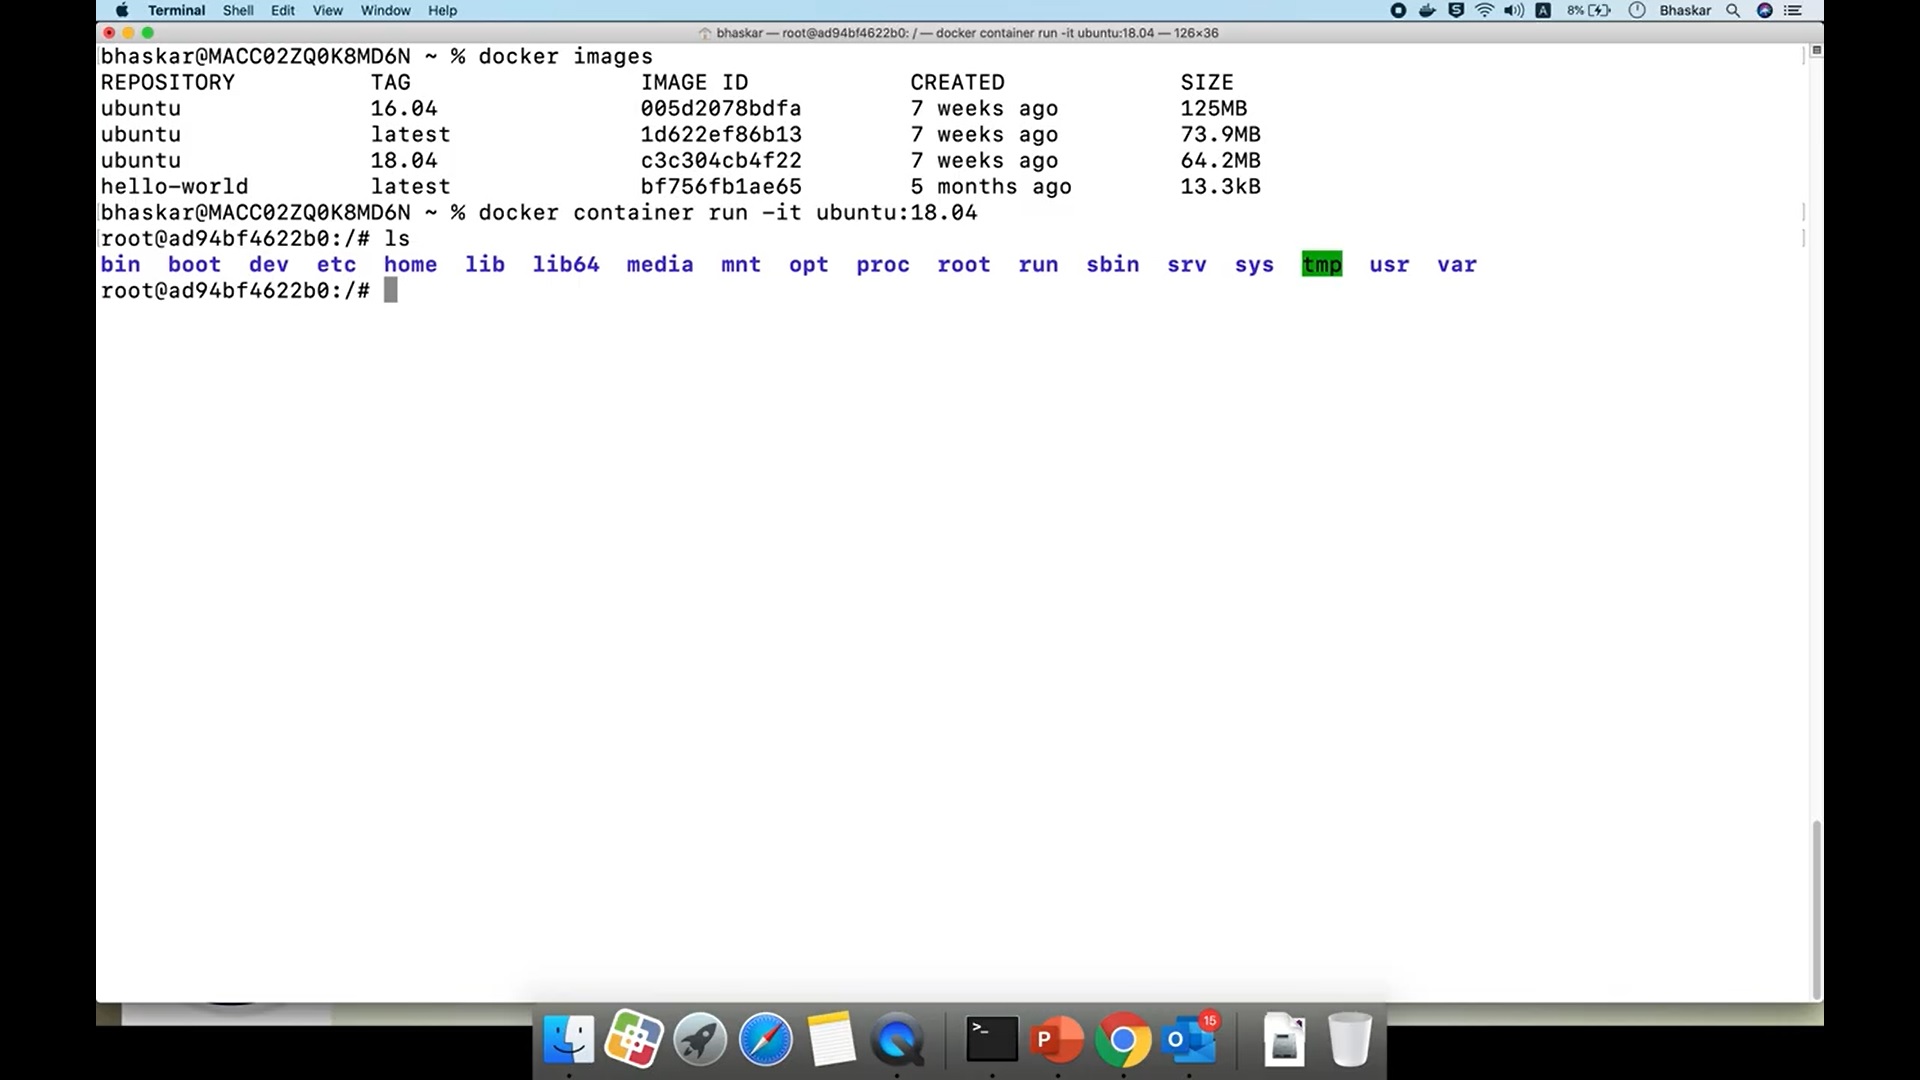 Terminal Shell Edit View Window Help 8% Bhaskar
bhaskar — root@ad94bf4622b0: / — docker container run -it ubuntu:18.04 — 126×36
bhaskar@MACC02ZQ0K8MD6N ~ % docker images
REPOSITORY TAG IMAGE ID CREATED SIZE
ubuntu 16.04 005d2078bdfa 7 weeks ago 125MB
ubuntu latest 1d622ef86b13 7 weeks ago 73.9MB
ubuntu 18.04 c3c304cb4f22 7 weeks ago 64.2MB
hello-world latest bf756fb1ae65 5 months ago 13.3kB
bhaskar@MACC02ZQ0K8MD6N ~ % docker container run -it ubuntu:18.04
root@ad94bf4622b0:/# ls
bin boot dev etc home lib lib64 media mnt opt proc root run sbin srv sys tmp usr var
root@ad94bf4622b0:/#
15